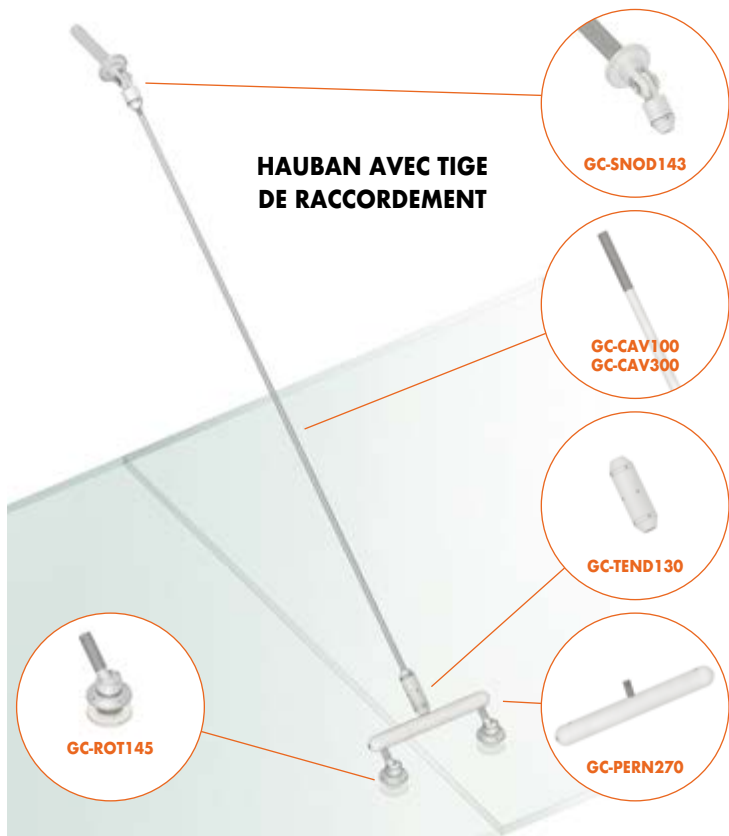 HAUBAN AVEC TIGE
DE RACCORDEMENT
GC-SNOD143
GC-CAV100
GC-CAV300
GC-TEND130
GC-ROT145
GC-PERN270